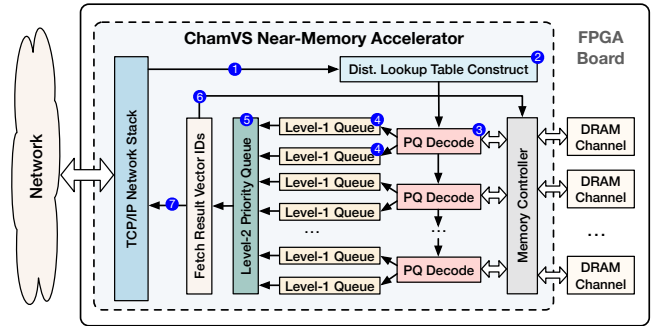 ChamVS Near-Memory Accelerator
FPGA
Board
1
2
Dist. Lookup Table Construct
Network
TCP/IP Network Stack
6
Fetch Result Vector IDs
5
Level-2 Priority Queue
7
4
Level-1 Queue
4
Level-1 Queue
Level-1 Queue
Level-1 Queue
...
Level-1 Queue
Level-1 Queue
3
PQ Decode
PQ Decode
...
PQ Decode
Memory Controller
DRAM
Channel
DRAM
Channel
...
DRAM
Channel